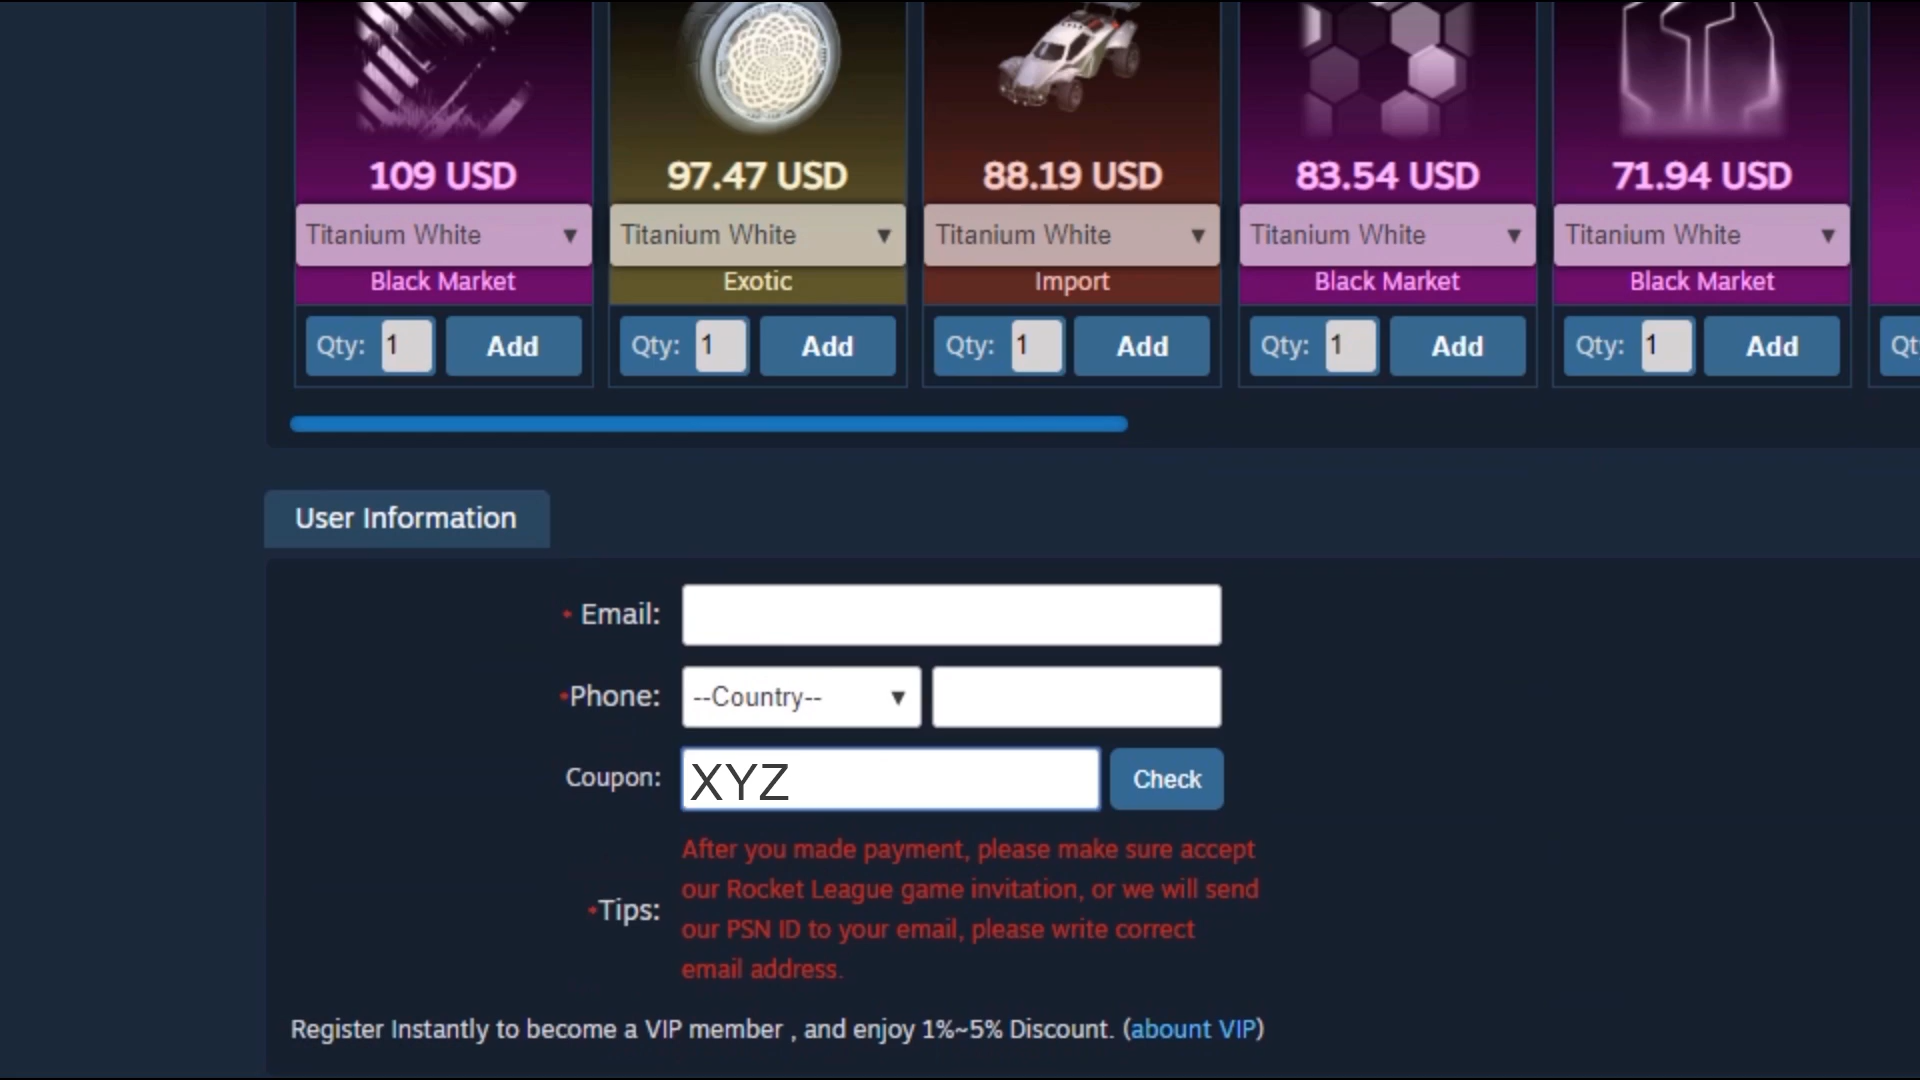 109 USD 97.47 USD 88.19 USD 83.54 USD 71.94 USD
Titanium White ▼ Titanium White ▼ Titanium White ▼ Titanium White ▼ Titanium White ▼
Black Market Exotic Import Black Market Black Market
Qty: 1 Add Qty: 1 Add Qty: 1 Add Qty: 1 Add Qty: 1 Add
User Information
* Email:
*Phone: --Country-- ▼
Coupon: XYZ Check
*Tips: After you made payment, please make sure accept
our Rocket League game invitation, or we will send
our PSN ID to your email, please write correct
email address.
Register Instantly to become a VIP member , and enjoy 1%~5% Discount. (abount VIP)